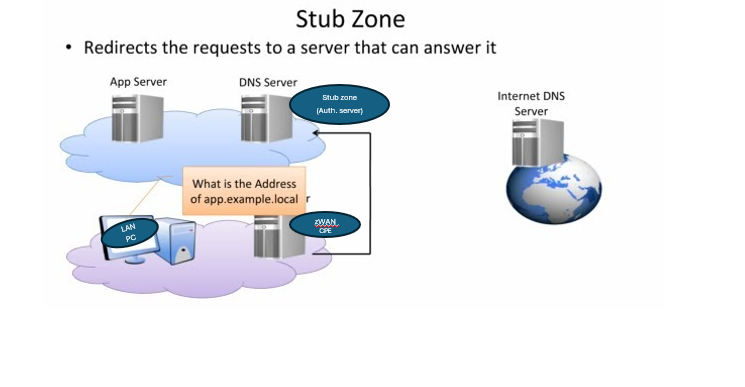 Stub Zone
• Redirects the requests to a server that can answer it
App Server
DNS Server
Stub zone
(Auth. server)
Internet DNS
Server
What is the Address
of app.example.local
r
LAN
PC
zWAN
CPE